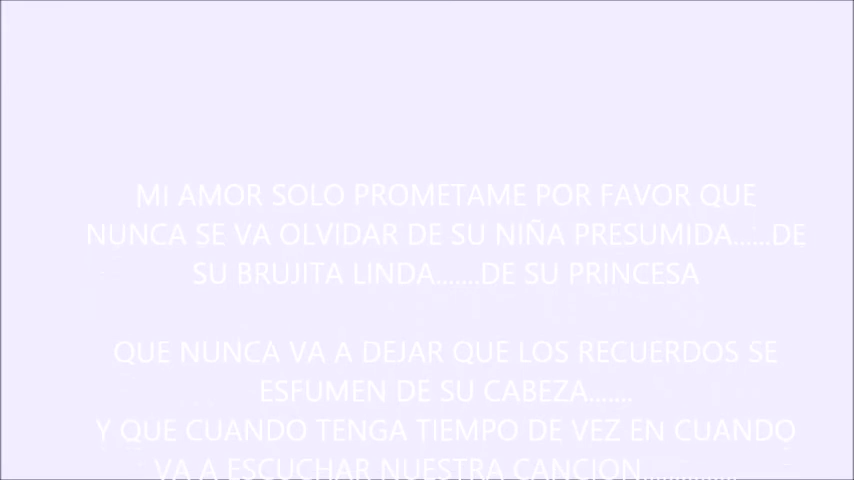 MI AMOR SOLO PROMETAME POR FAVOR QUE
NUNCA SE VA OLVIDAR DE SU NIÑA PRESUMIDA......DE
SU BRUJITA LINDA.......DE SU PRINCESA
QUE NUNCA VA A DEJAR QUE LOS RECUERDOS SE
ESFUMEN DE SU CABEZA.......
Y QUE CUANDO TENGA TIEMPO DE VEZ EN CUANDO
VA A ESCUCHAR NUESTRA CANCION..............